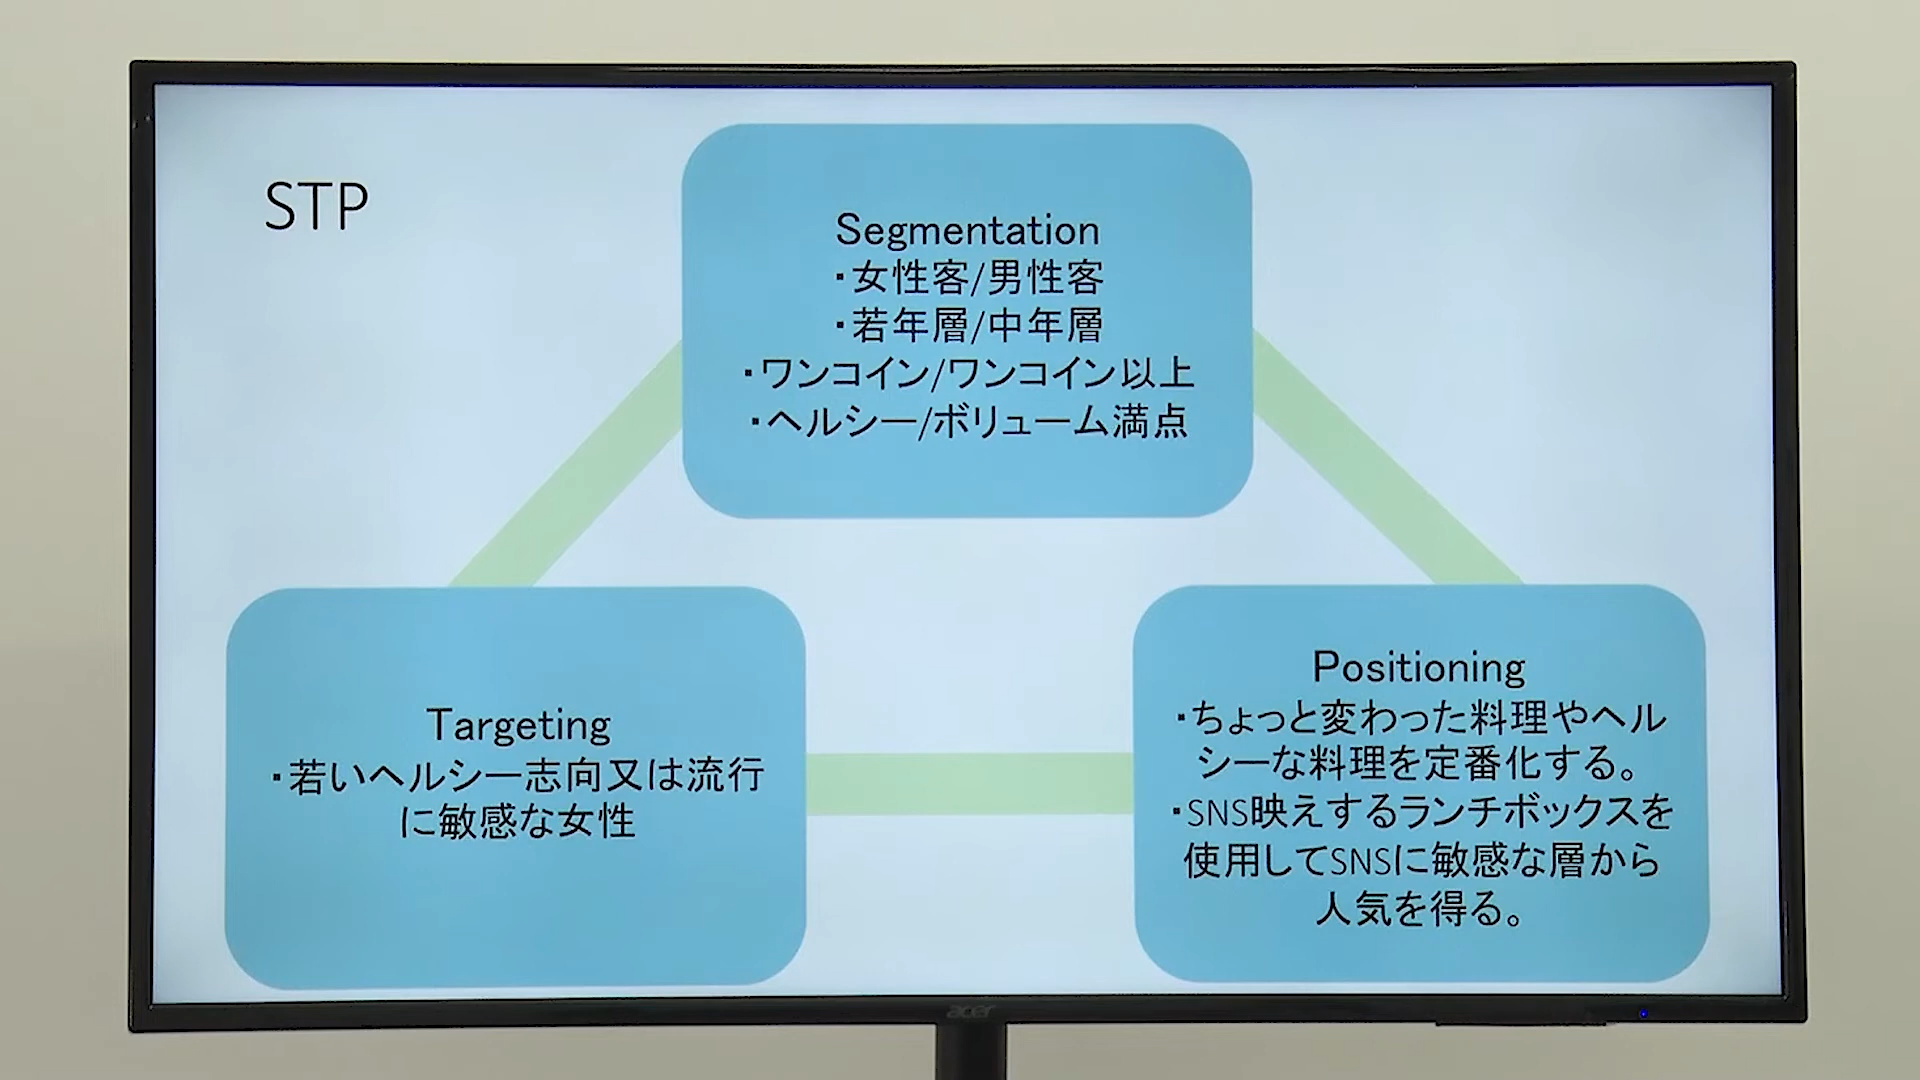 STP
Segmentation
・女性客/男性客
・若年層/中年層
・ワンコイン/ワンコイン以上
・ヘルシー/ボリューム満点
Targeting
・若いヘルシー志向又は流行
に敏感な女性
Positioning
・ちょっと変わった料理やヘル
シーな料理を定番化する。
・SNS映えするランチボックスを
使用してSNSに敏感な層から
人気を得る。
acer